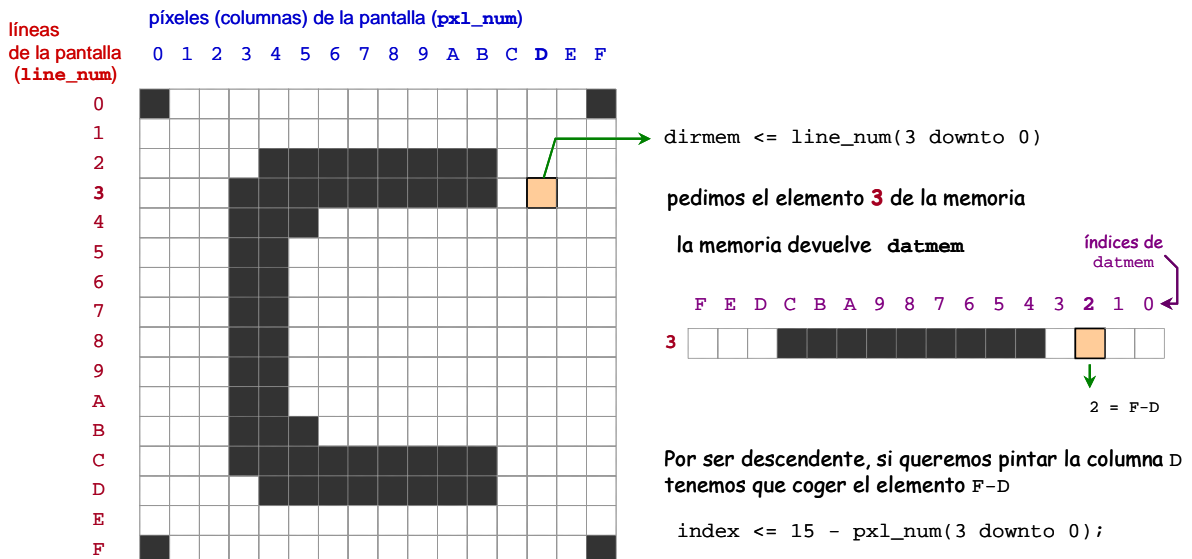 píxeles (columnas) de la pantalla (pxl_num)
líneas
de la pantalla
(line_num)
0 1 2 3 4 5 6 7 8 9 A B C D E F
0
1
2
3
4
5
6
7
8
9
A
B
C
D
E
F
dirmem <= line_num(3 downto 0)
pedimos el elemento 3 de la memoria
la memoria devuelve datmem
índices de
datmem
F E D C B A 9 8 7 6 5 4 3 2 1 0
3
2 = F-D
Por ser descendente, si queremos pintar la columna D
tenemos que coger el elemento F-D
index <= 15 - pxl_num(3 downto 0);